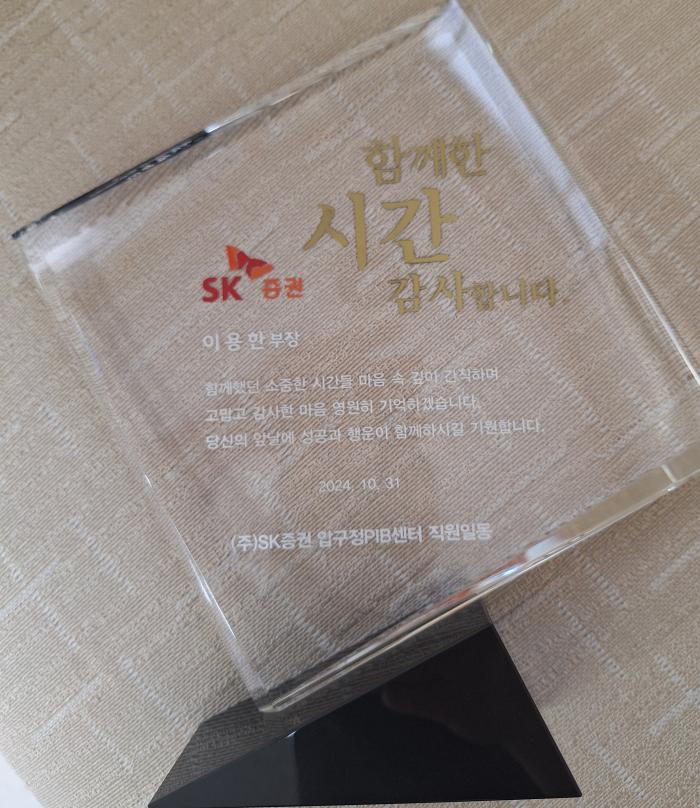 함께한
시간
감사합니다.
SK증권
이용한 부장
함께했던 소중한 시간들 마음 속 깊이 간직하며
고맙고 감사한 마음 영원히 기억하겠습니다.
당신의 앞날에 성공과 행운이 함께하시길 기원합니다.
2024. 10. 31
(주)SK증권 압구정PIB센터 직원일동